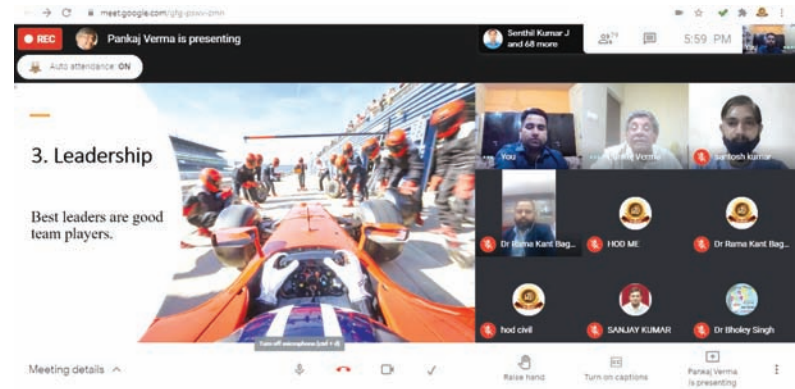 meet.google.com/
REC
Pankaj Verma is presenting
Senthil Kumar J
and 68 more
79
5:59 PM
You
Auto attendance: ON
3. Leadership
Best leaders are good
team players.
You
Verma
santosh kumar
Dr Rama Kant Bag...
HOD ME
Dr Rama Kant Bag...
hod civil
SANJAY KUMAR
Dr Bholey Singh
Turn off microphone (ctrl + d)
Meeting details
Raise hand
Turn on captions
Pankaj Verma
is presenting